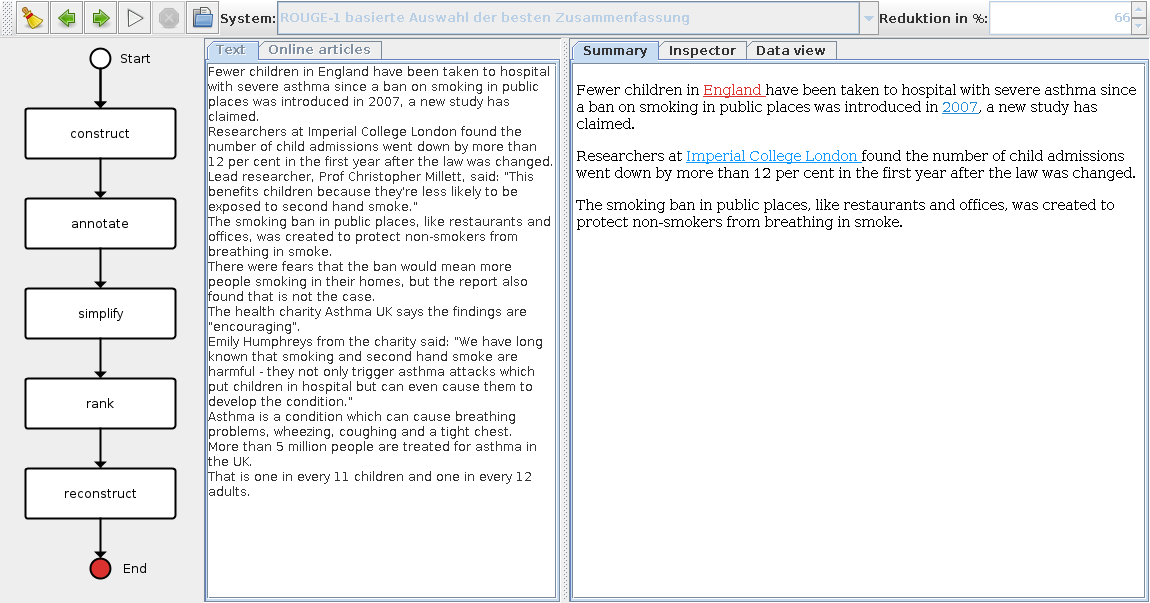 System: ROUGE-1 basierte Auswahl der besten Zusammenfassung Reduktion in %: 66
Start
construct
annotate
simplify
rank
reconstruct
End
Text Online articles
Fewer children in England have been taken to hospital
with severe asthma since a ban on smoking in public
places was introduced in 2007, a new study has
claimed.
Researchers at Imperial College London found the
number of child admissions went down by more than
12 per cent in the first year after the law was changed.
Lead researcher, Prof Christopher Millett, said: "This
benefits children because they're less likely to be
exposed to second hand smoke."
The smoking ban in public places, like restaurants and
offices, was created to protect non-smokers from
breathing in smoke.
There were fears that the ban would mean more
people smoking in their homes, but the report also
found that is not the case.
The health charity Asthma UK says the findings are
"encouraging".
Emily Humphreys from the charity said: "We have long
known that smoking and second hand smoke are
harmful - they not only trigger asthma attacks which
put children in hospital but can even cause them to
develop the condition."
Asthma is a condition which can cause breathing
problems, wheezing, coughing and a tight chest.
More than 5 million people are treated for asthma in
the UK.
That is one in every 11 children and one in every 12
adults.
Summary Inspector Data view
Fewer children in England have been taken to hospital with severe asthma since
a ban on smoking in public places was introduced in 2007, a new study has
claimed.
Researchers at Imperial College London found the number of child admissions
went down by more than 12 per cent in the first year after the law was changed.
The smoking ban in public places, like restaurants and offices, was created to
protect non-smokers from breathing in smoke.